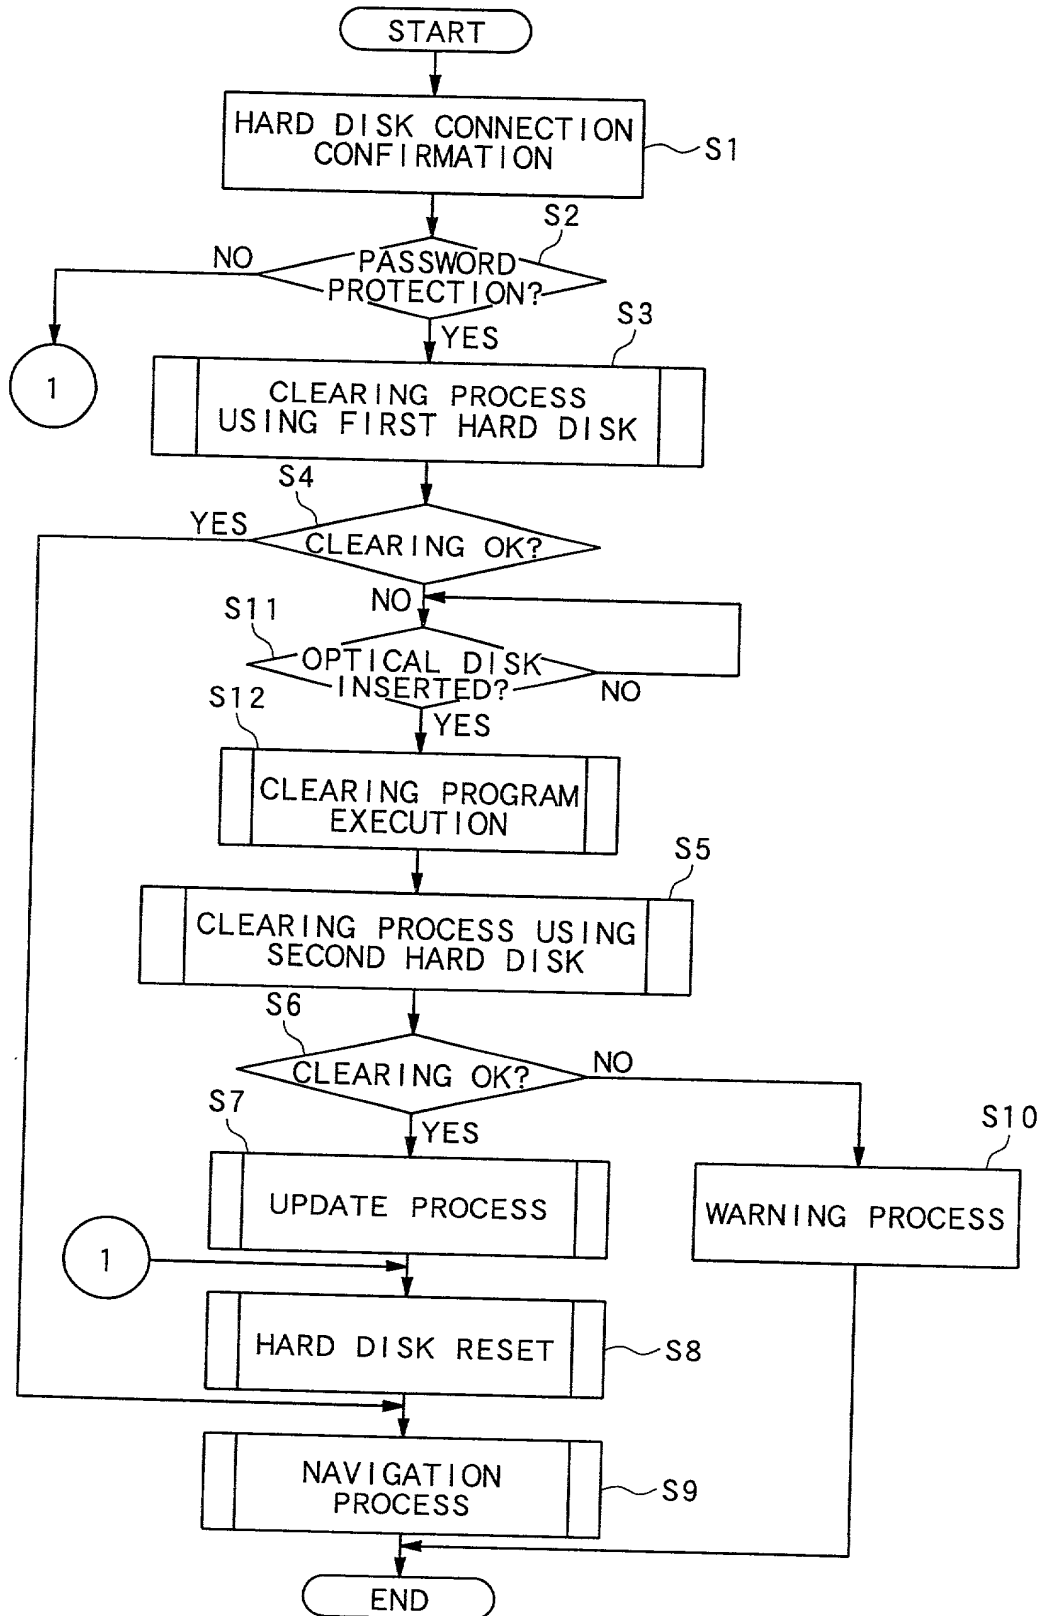 START
HARD DISK CONNECTION
CONFIRMATION
S1
S2
NO
PASSWORD
PROTECTION?
YES
S3
1
CLEARING PROCESS
USING FIRST HARD DISK
S4
YES
CLEARING OK?
NO
S11
OPTICAL DISK
INSERTED?
NO
S12
YES
CLEARING PROGRAM
EXECUTION
S5
CLEARING PROCESS USING
SECOND HARD DISK
S6
CLEARING OK?
NO
S7
YES
S10
UPDATE PROCESS
WARNING PROCESS
1
HARD DISK RESET
S8
NAVIGATION
PROCESS
S9
END